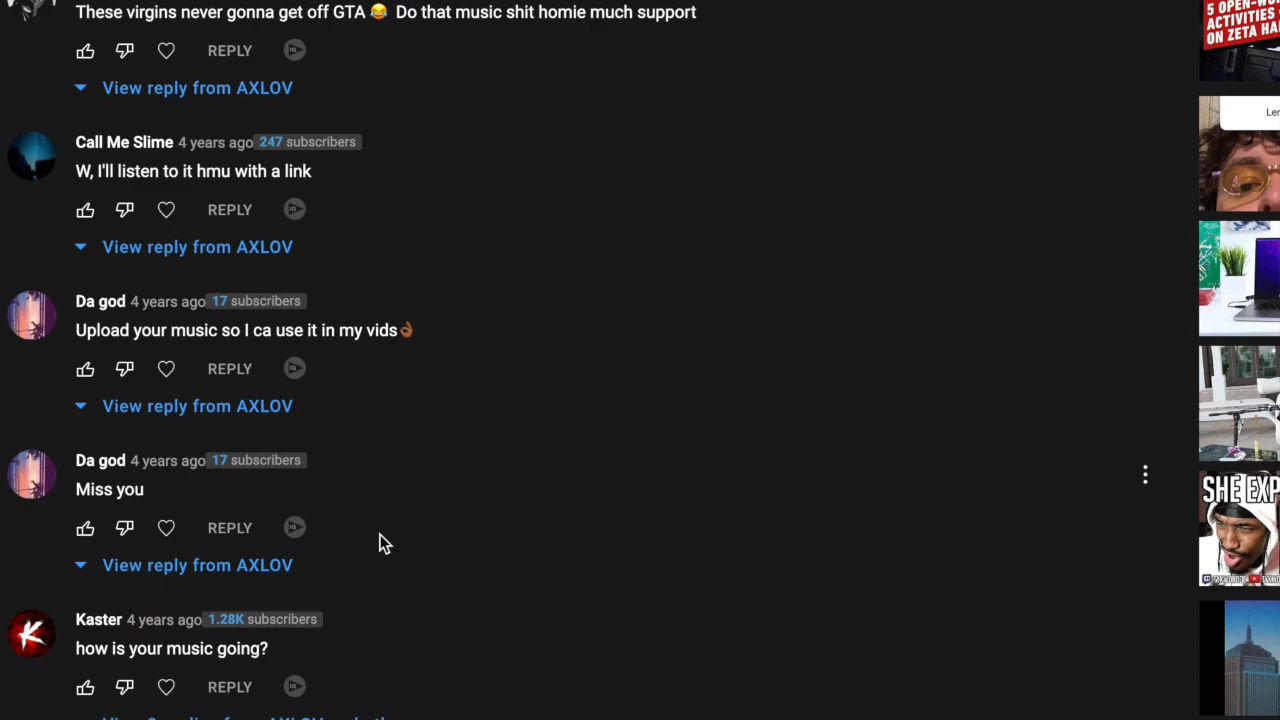 These virgins never gonna get off GTA 😂 Do that music shit homie much support
REPLY
View reply from AXLOV
Call Me Slime 4 years ago 247 subscribers
W, I'll listen to it hmu with a link
REPLY
View reply from AXLOV
Da god 4 years ago 17 subscribers
Upload your music so I ca use it in my vids👌🏾
REPLY
View reply from AXLOV
Da god 4 years ago 17 subscribers
Miss you
REPLY
View reply from AXLOV
Kaster 4 years ago 1.28K subscribers
how is your music going?
REPLY
5 OPEN-WO
ACTIVITIES
ON ZETA HA
Ler
SHE EXP